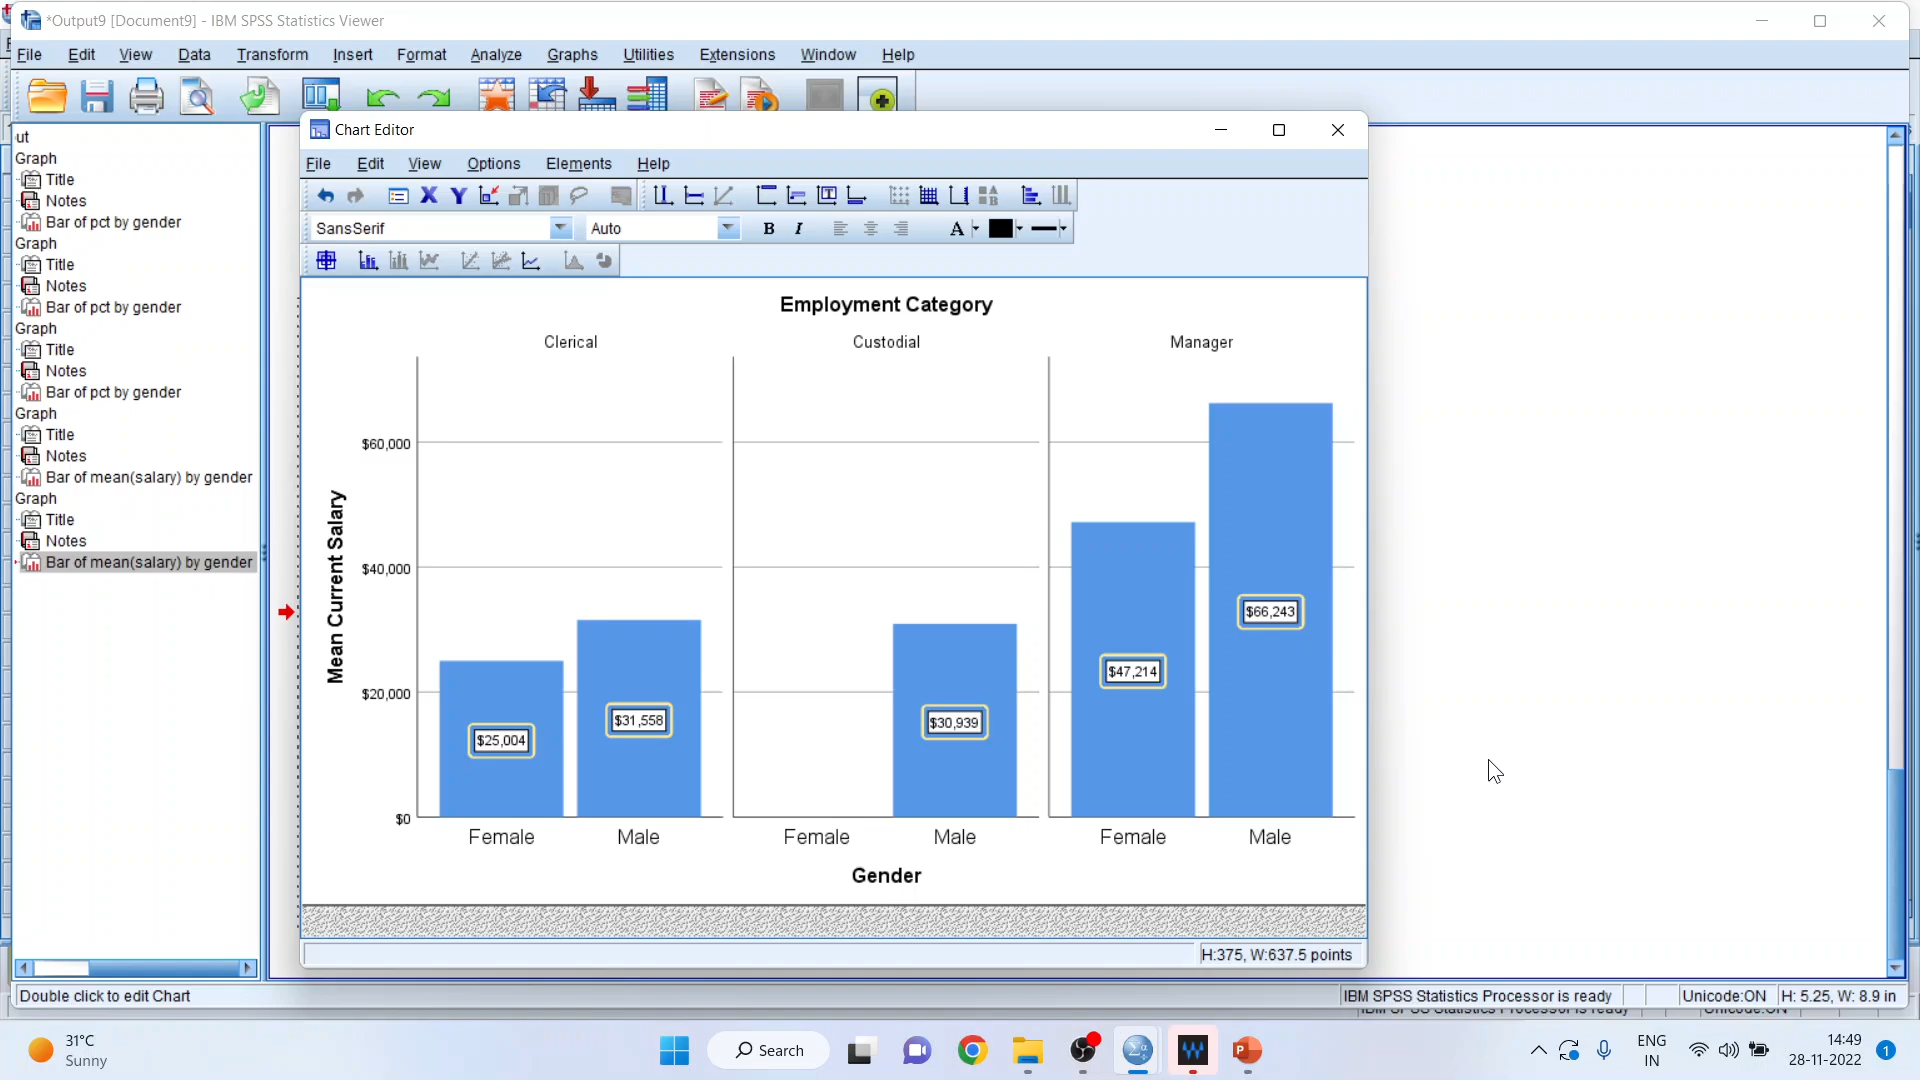 *Output9 [Document9] - IBM SPSS Statistics Viewer
File Edit View Data Transform Insert Format Analyze Graphs Utilities Extensions Window Help
Chart Editor
File Edit View Options Elements Help
X Y
SansSerif Auto B I A
ut
Graph
Title
Notes
Bar of pct by gender
Graph
Title
Notes
Bar of pct by gender
Graph
Title
Notes
Bar of pct by gender
Graph
Title
Notes
Bar of mean(salary) by gender
Graph
Title
Notes
Bar of mean(salary) by gender
Employment Category
Clerical Custodial Manager
Mean Current Salary
$60,000
$40,000
$20,000
$0
$25,004
$31,558
$30,939
$47,214
$66,243
Female Male Female Male Female Male
Gender
H:375, W:637.5 points
Double click to edit Chart
IBM SPSS Statistics Processor is ready Unicode:ON H: 5.25, W: 8.9 in
31°C
Sunny
Search
ENG
IN
14:49
28-11-2022
1